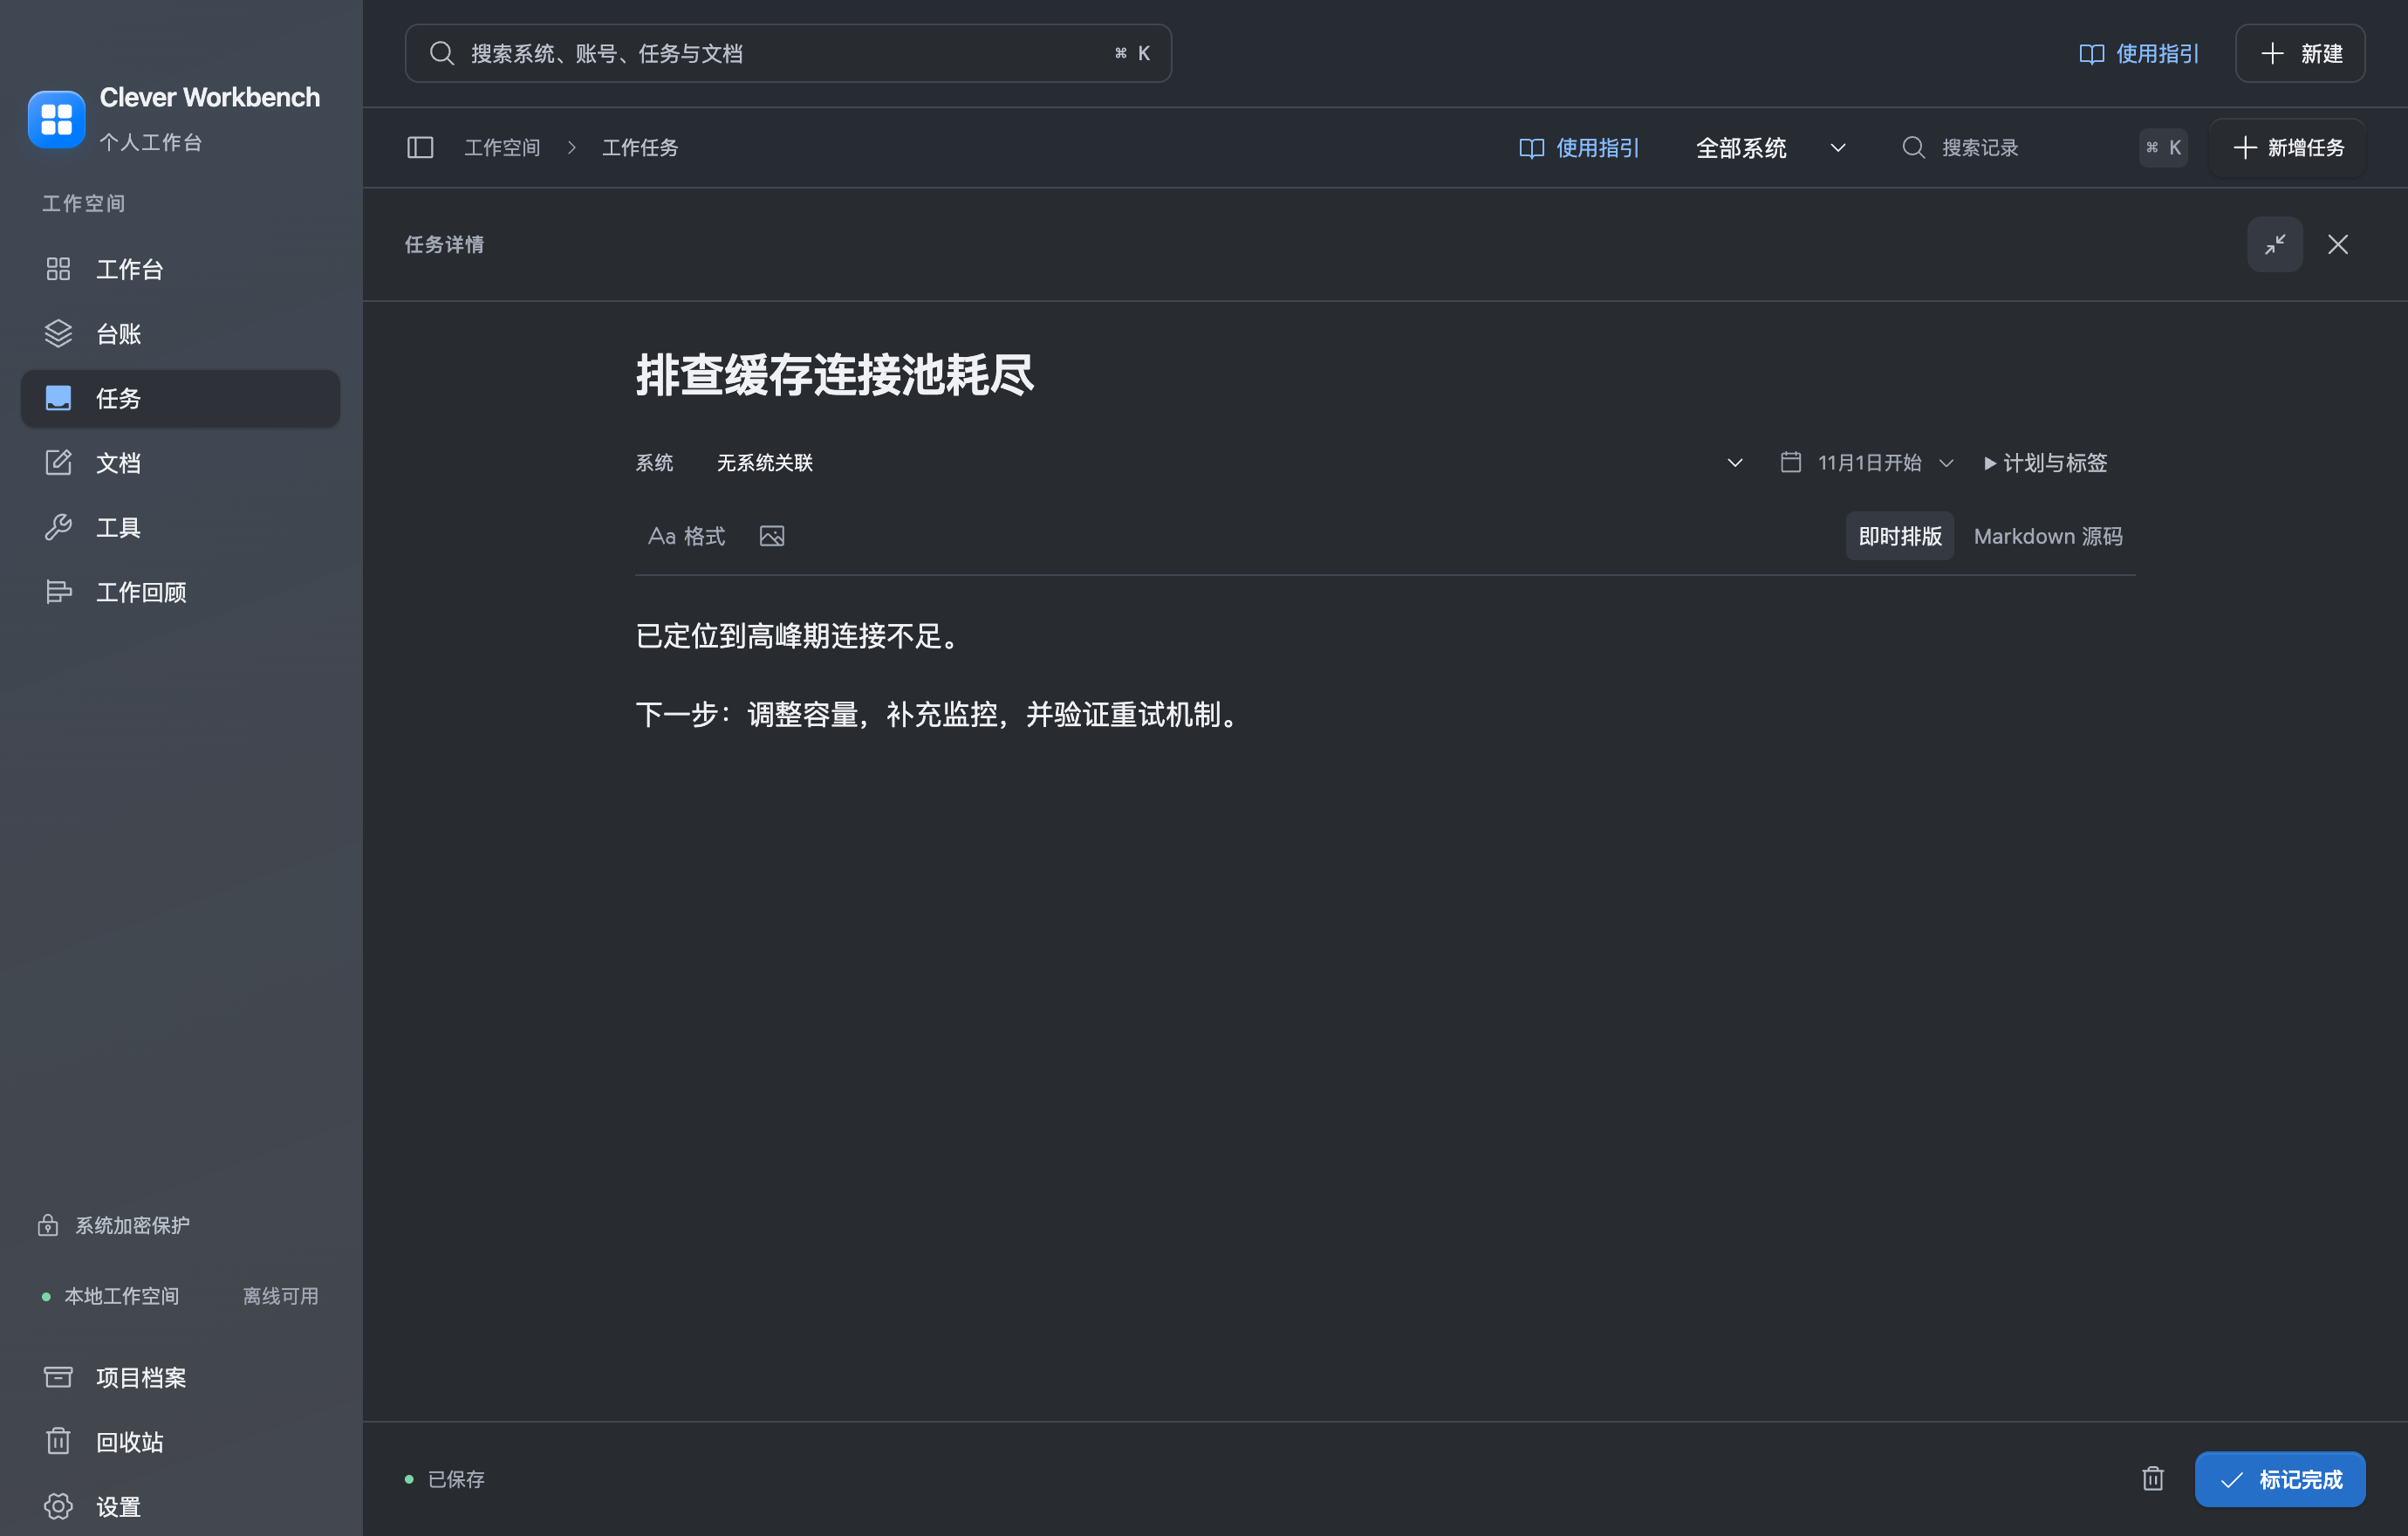 Clever Workbench
个人工作台
工作空间
工作台
台账
任务
文档
工具
工作回顾
系统加密保护
本地工作空间 离线可用
项目档案
回收站
设置
搜索系统、账号、任务与文档 ⌘ K
使用指引 新建
工作空间 工作任务 使用指引 全部系统 搜索记录 ⌘ K 新增任务
任务详情
排查缓存连接池耗尽
系统 无系统关联 11月1日开始 计划与标签
Aa 格式 即时排版 Markdown 源码
已定位到高峰期连接不足。
下一步：调整容量，补充监控，并验证重试机制。
已保存 标记完成